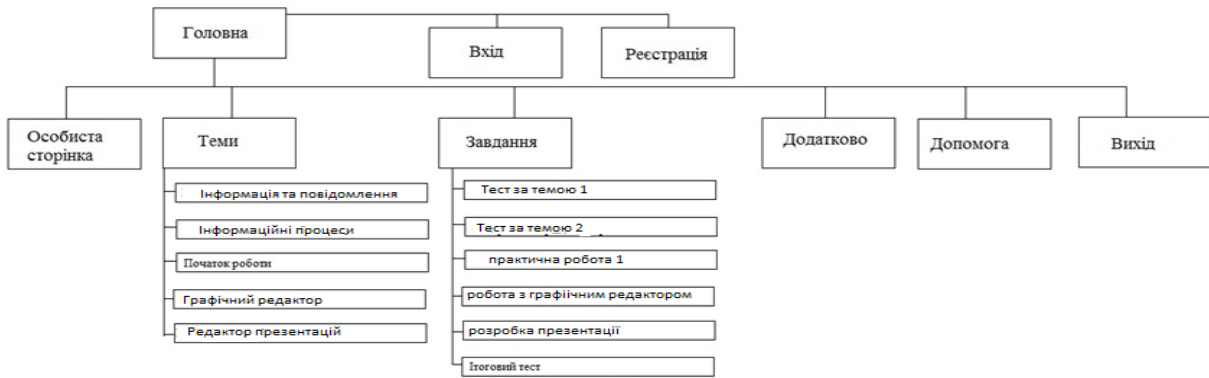 Головна
Вхід
Реєстрація
Особиста
сторінка
Теми
Завдання
Додатково
Допомога
Вихід
Інформація та повідомлення
Інформаційні процеси
Початок роботи
Графічний редактор
Редактор презентацій
Тест за темою 1
Тест за темою 2
практична робота 1
робота з графіічним редактором
розробка презентації
Ітоговий тест